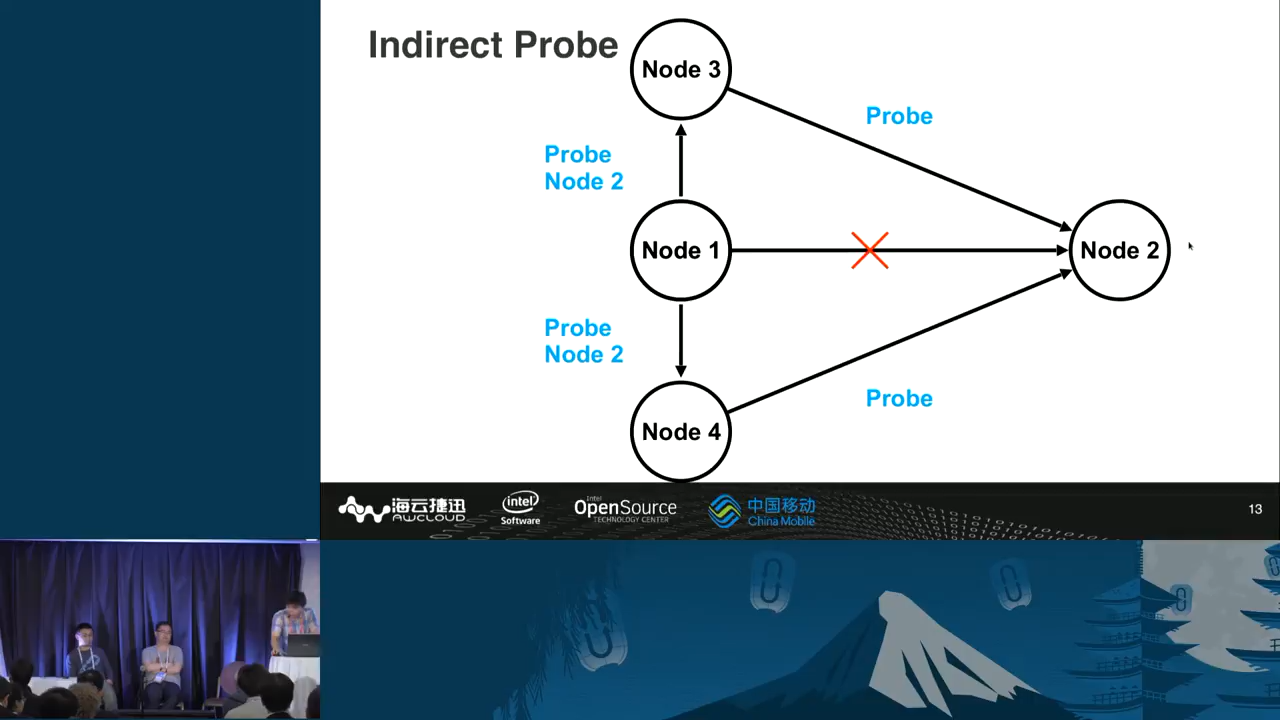 Indirect Probe
Node 3
Probe
Probe
Node 2
Node 1
Node 2
Probe
Node 2
Probe
Node 4
海云捷迅
AWCLOUD
intel
Software
Intel
OpenSource
TECHNOLOGY CENTER
中国移动
China Mobile
13